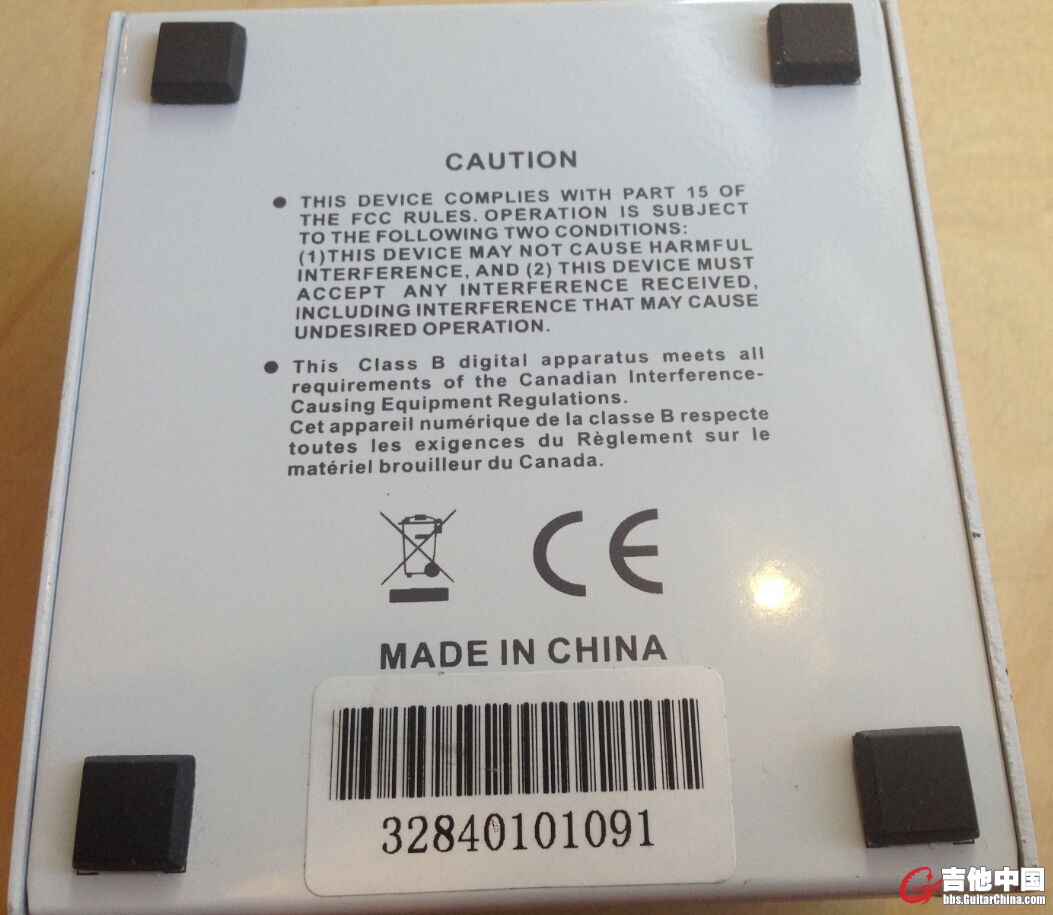 CAUTION
● THIS DEVICE COMPLIES WITH PART 15 OF
THE FCC RULES. OPERATION IS SUBJECT
TO THE FOLLOWING TWO CONDITIONS:
(1)THIS DEVICE MAY NOT CAUSE HARMFUL
INTERFERENCE, AND (2) THIS DEVICE MUST
ACCEPT ANY INTERFERENCE RECEIVED,
INCLUDING INTERFERENCE THAT MAY CAUSE
UNDESIRED OPERATION.
● This Class B digital apparatus meets all
requirements of the Canadian Interference-
Causing Equipment Regulations.
Cet appareil numérique de la classe B respecte
toutes les exigences du Règlement sur le
matériel brouilleur du Canada.
CE
MADE IN CHINA
32840101091
吉他中国
bbs.GuitarChina.com